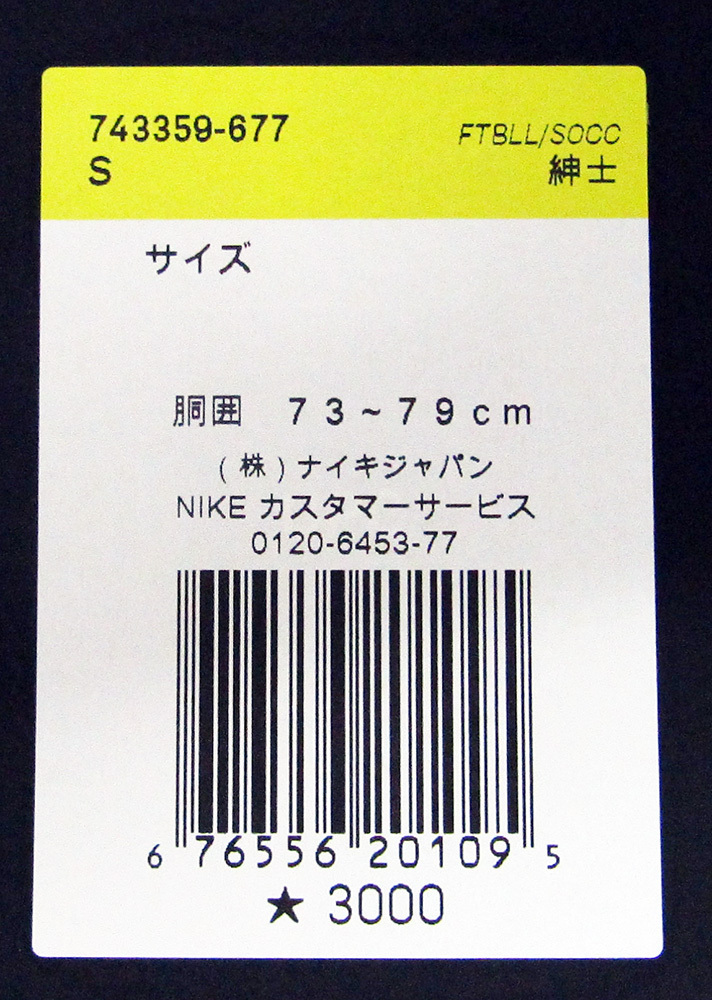 743359-677
FTBLL/SOCC
S
紳士
サイズ
胴囲　73~79cm
(株)ナイキジャパン
NIKE カスタマーサービス
0120-6453-77
6 76556 20109 5
★ 3000